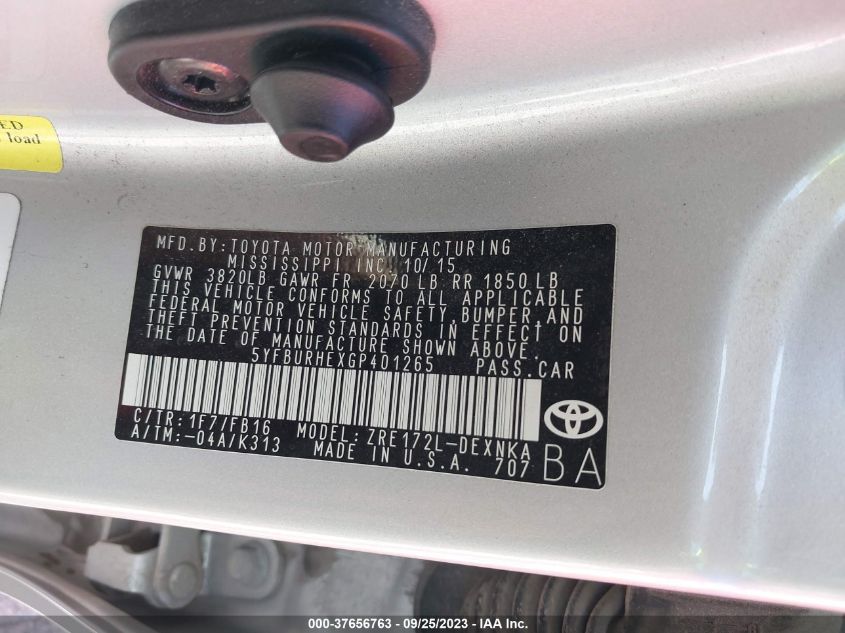 ED
load
MFD.BY:TOYOTA MOTOR MANUFACTURING
MISSISSIPPI, INC. 10/15
GVWR 3820LB GAWR FR 2070 LB RR 1850 LB
THIS VEHICLE CONFORMS TO ALL APPLICABLE
FEDERAL MOTOR VEHICLE SAFETY, BUMPER AND
THEFT PREVENTION STANDARDS IN EFFECT ON
THE DATE OF MANUFACTURE SHOWN ABOVE.
5YFBURHEXGP401265 PASS.CAR
C/TR: 1F7/FB16 MODEL: ZRE172L-DEXNKA
A/TM:-04A/K313 MADE IN U.S.A. 707
BA
000-37656763 - 09/25/2023 - IAA Inc.